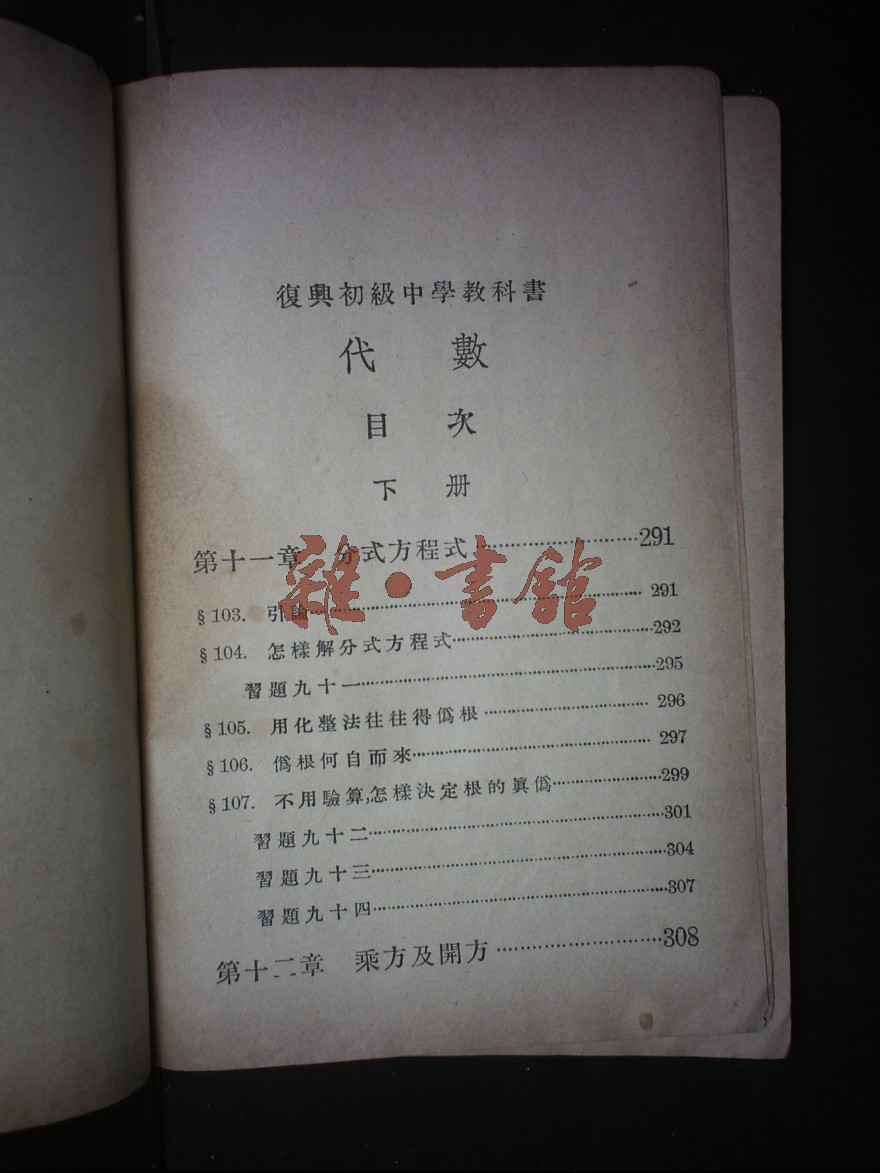 復興初級中學教科書
代 數
目 次
下 册
第十一章 分式方程式……………………291
§103. 引論……………………291
§104. 怎樣解分式方程式……………………292
習題九十一……………………295
§105. 用化整法往往得僞根……………………296
§106. 僞根何自而來……………………297
§107. 不用驗算,怎樣決定根的眞僞……………………299
習題九十二……………………301
習題九十三……………………304
習題九十四……………………307
第十二章 乘方及開方……………………308
雜·書館